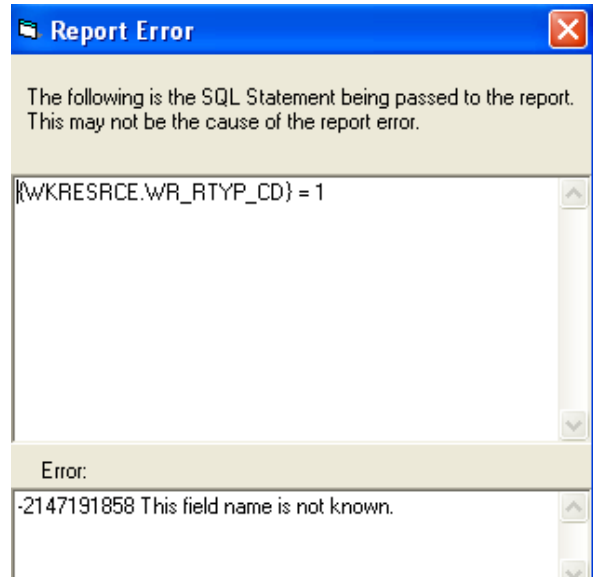 Report Error
The following is the SQL Statement being passed to the report.
This may not be the cause of the report error.
{WKRESRCE.WR_RTYP_CD} = 1
Error:
-2147191858 This field name is not known.